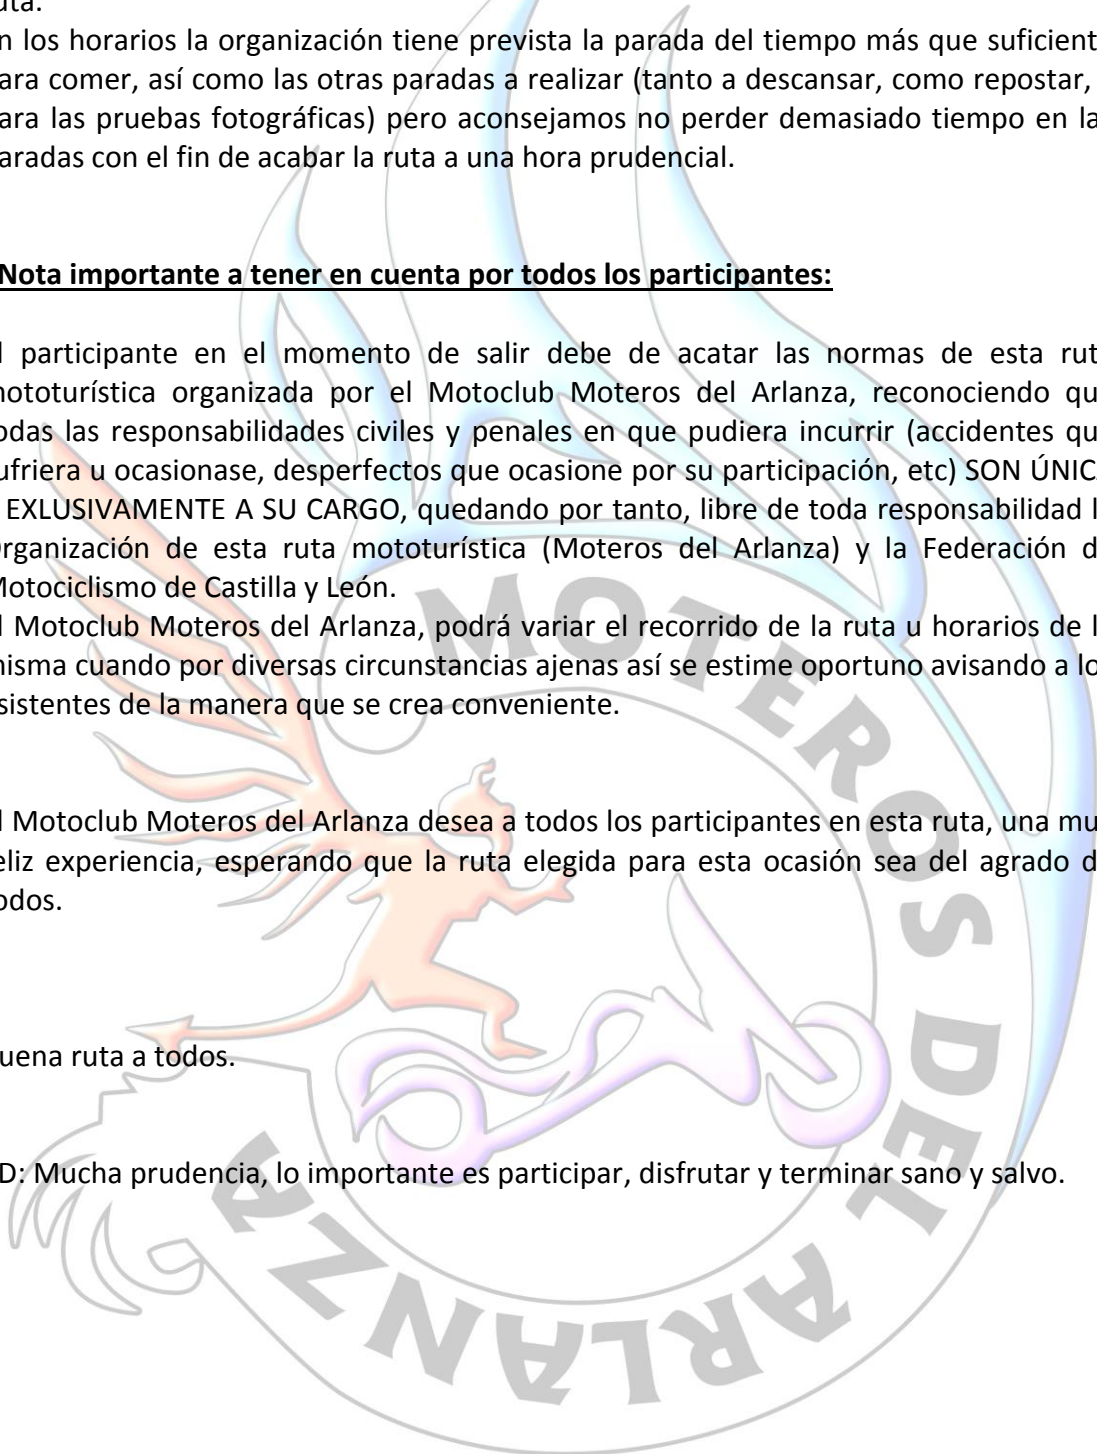 uta.
n los horarios la organización tiene prevista la parada del tiempo más que suficient
ara comer, así como las otras paradas a realizar (tanto a descansar, como repostar,
ara las pruebas fotográficas) pero aconsejamos no perder demasiado tiempo en la
aradas con el fin de acabar la ruta a una hora prudencial.
Nota importante a tener en cuenta por todos los participantes:
l participante en el momento de salir debe de acatar las normas de esta rut
mototurística organizada por el Motoclub Moteros del Arlanza, reconociendo qu
odas las responsabilidades civiles y penales en que pudiera incurrir (accidentes qu
ufriera u ocasionase, desperfectos que ocasione por su participación, etc) SON ÚNICA
EXLUSIVAMENTE A SU CARGO, quedando por tanto, libre de toda responsabilidad l
Organización de esta ruta mototurística (Moteros del Arlanza) y la Federación d
Motociclismo de Castilla y León.
l Motoclub Moteros del Arlanza, podrá variar el recorrido de la ruta u horarios de l
misma cuando por diversas circunstancias ajenas así se estime oportuno avisando a lo
sistentes de la manera que se crea conveniente.
l Motoclub Moteros del Arlanza desea a todos los participantes en esta ruta, una mu
eliz experiencia, esperando que la ruta elegida para esta ocasión sea del agrado d
odos.
uena ruta a todos.
D: Mucha prudencia, lo importante es participar, disfrutar y terminar sano y salvo.
MOTEROS DEL ARLANZA